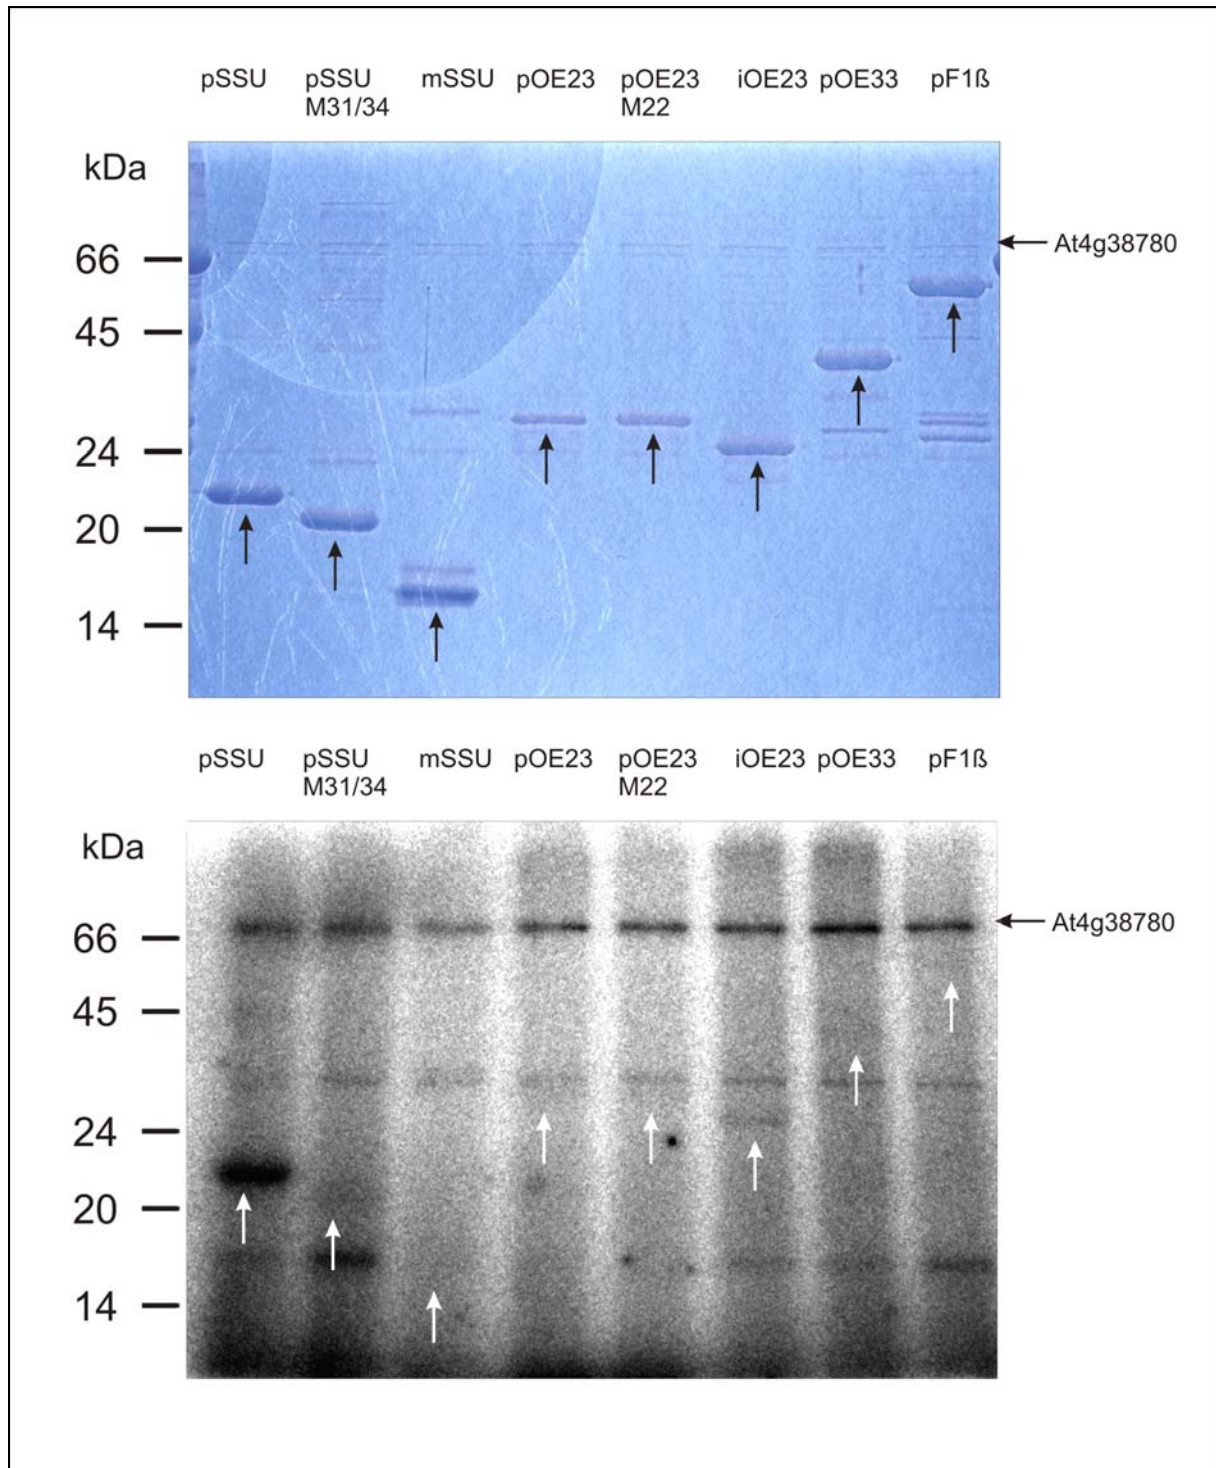 pSSU pSSU mSSU pOE23 pOE23 iOE23 pOE33 pF1ß
M31/34 M22
kDa
At4g38780
66
45
24
20
14
pSSU pSSU mSSU pOE23 pOE23 iOE23 pOE33 pF1ß
M31/34 M22
kDa
At4g38780
66
45
24
20
14